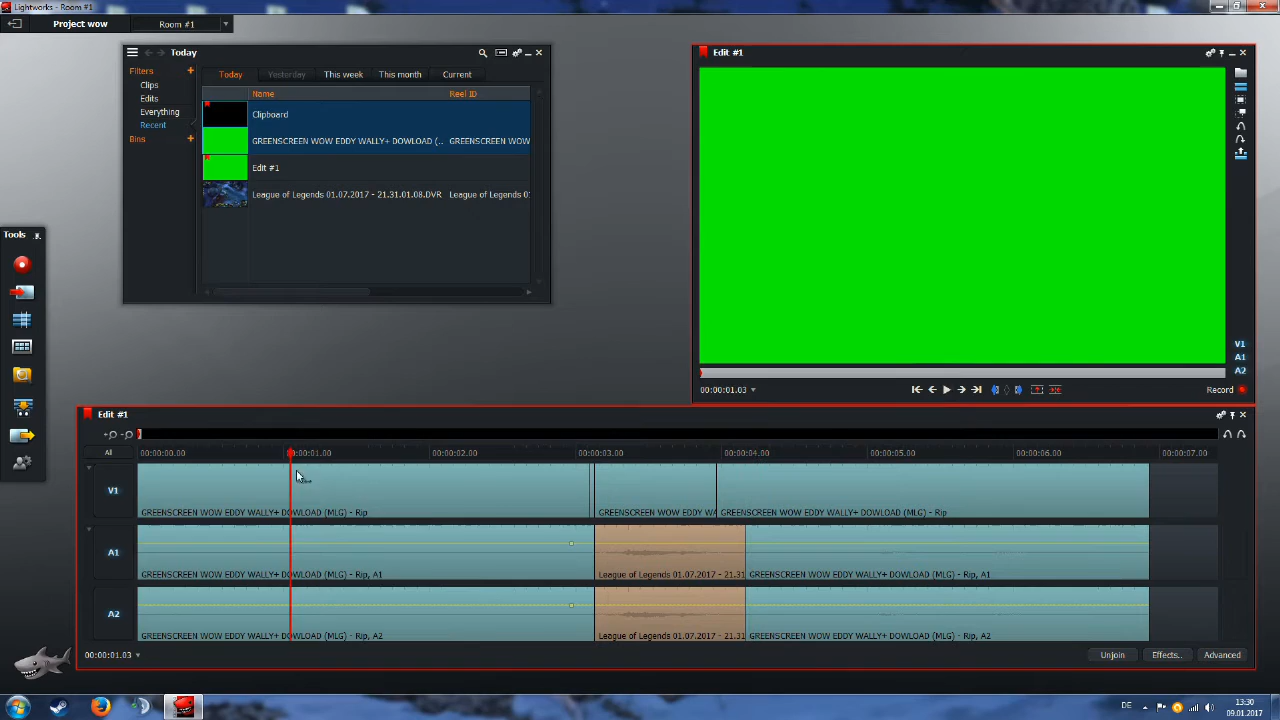 Lightworks - Room #1
Project wow
Room #1
Today
Filters
Clips
Edits
Everything
Recent
Bins
Today
Yesterday
This week
This month
Current
Name
Reel ID
Clipboard
GREENSCREEN WOW EDDY WALLY+ DOWLOAD (..
GREENSCREEN WOW
Edit #1
League of Legends 01.07.2017 - 21.31.01.08.DVR
League of Legends 0:
Edit #1
V1
A1
A2
00:00:01.03
Record
Tools
Edit #1
All
00:00:00.00
00:00:01.00
00:00:02.00
00:00:03.00
00:00:04.00
00:00:05.00
00:00:06.00
00:00:07.00
V1
GREENSCREEN WOW EDDY WALLY+ DOWLOAD (MLG) - Rip
GREENSCREEN WOW EDDY W/
GREENSCREEN WOW EDDY WALLY+ DOWLOAD (MLG) - Rip
A1
GREENSCREEN WOW EDDY WALLY+ DOWLOAD (MLG) - Rip, A1
League of Legends 01.07.2017 - 21.31
GREENSCREEN WOW EDDY WALLY+ DOWLOAD (MLG) - Rip, A1
A2
GREENSCREEN WOW EDDY WALLY+ DOWLOAD (MLG) - Rip, A2
League of Legends 01.07.2017 - 21.31
GREENSCREEN WOW EDDY WALLY+ DOWLOAD (MLG) - Rip, A2
00:00:01.03
Unjoin
Effects..
Advanced
DE
13:30
09.01.2017